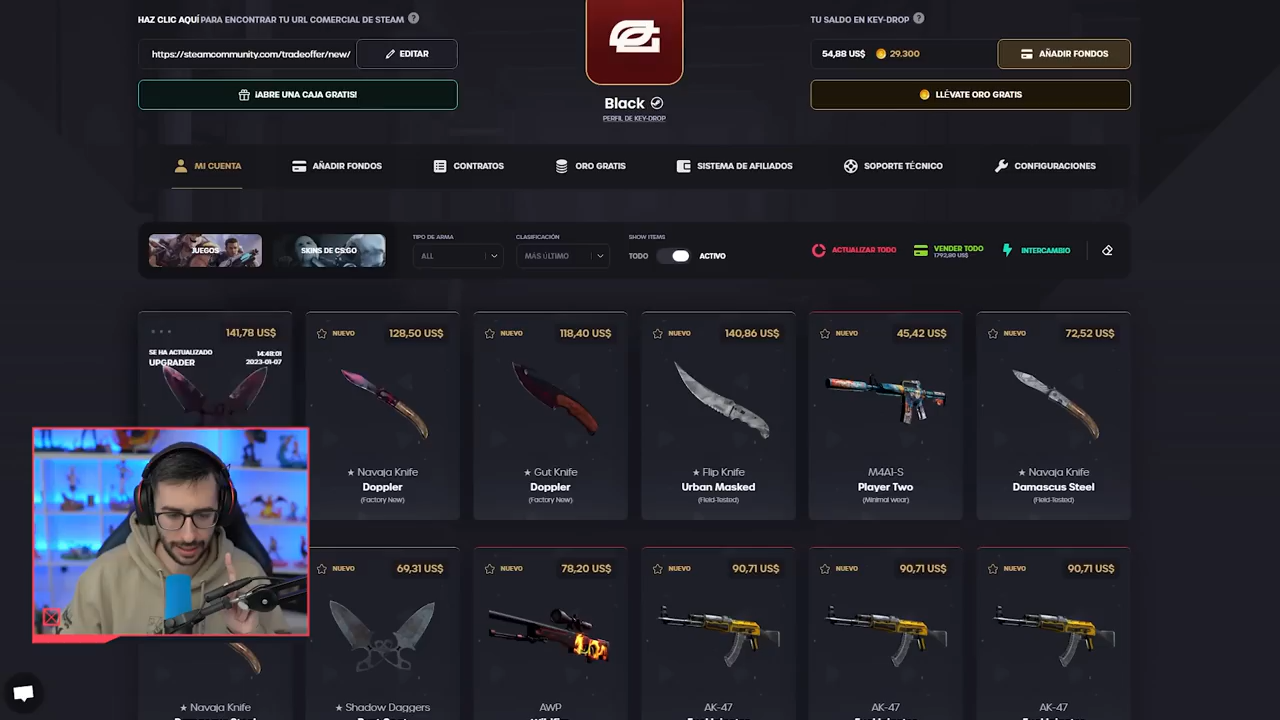 HAZ CLIC AQUÍ PARA ENCONTRAR TU URL COMERCIAL DE STEAM ?
TU SALDO EN KEY-DROP ?
https://steamcommunity.com/tradeoffer/new/
EDITAR
54,88 US$ 29.300
AÑADIR FONDOS
¡ABRE UNA CAJA GRATIS!
LLÉVATE ORO GRATIS
Black
PERFIL DE KEY-DROP
MI CUENTA
AÑADIR FONDOS
CONTRATOS
ORO GRATIS
SISTEMA DE AFILIADOS
SOPORTE TÉCNICO
CONFIGURACIONES
JUEGOS
SKINS DE CS:GO
TIPO DE ARMA
ALL
CLASIFICACIÓN
MÁS ÚLTIMO
SHOW ITEMS
TODO
ACTIVO
ACTUALIZAR TODO
VENDER TODO
1792,80 US$
INTERCAMBIO
141,78 US$
SE HA ACTUALIZADO
UPGRADER
14:48:01
2023-01-07
NUEVO 128,50 US$
★ Navaja Knife
Doppler
(Factory New)
NUEVO 118,40 US$
★ Gut Knife
Doppler
(Factory New)
NUEVO 140,86 US$
★ Flip Knife
Urban Masked
(Field-Tested)
NUEVO 45,42 US$
M4A1-S
Player Two
(Minimal wear)
NUEVO 72,52 US$
★ Navaja Knife
Damascus Steel
(Field-Tested)
★ Navaja Knife
NUEVO 69,31 US$
★ Shadow Daggers
NUEVO 78,20 US$
AWP
NUEVO 90,71 US$
AK-47
NUEVO 90,71 US$
AK-47
NUEVO 90,71 US$
AK-47